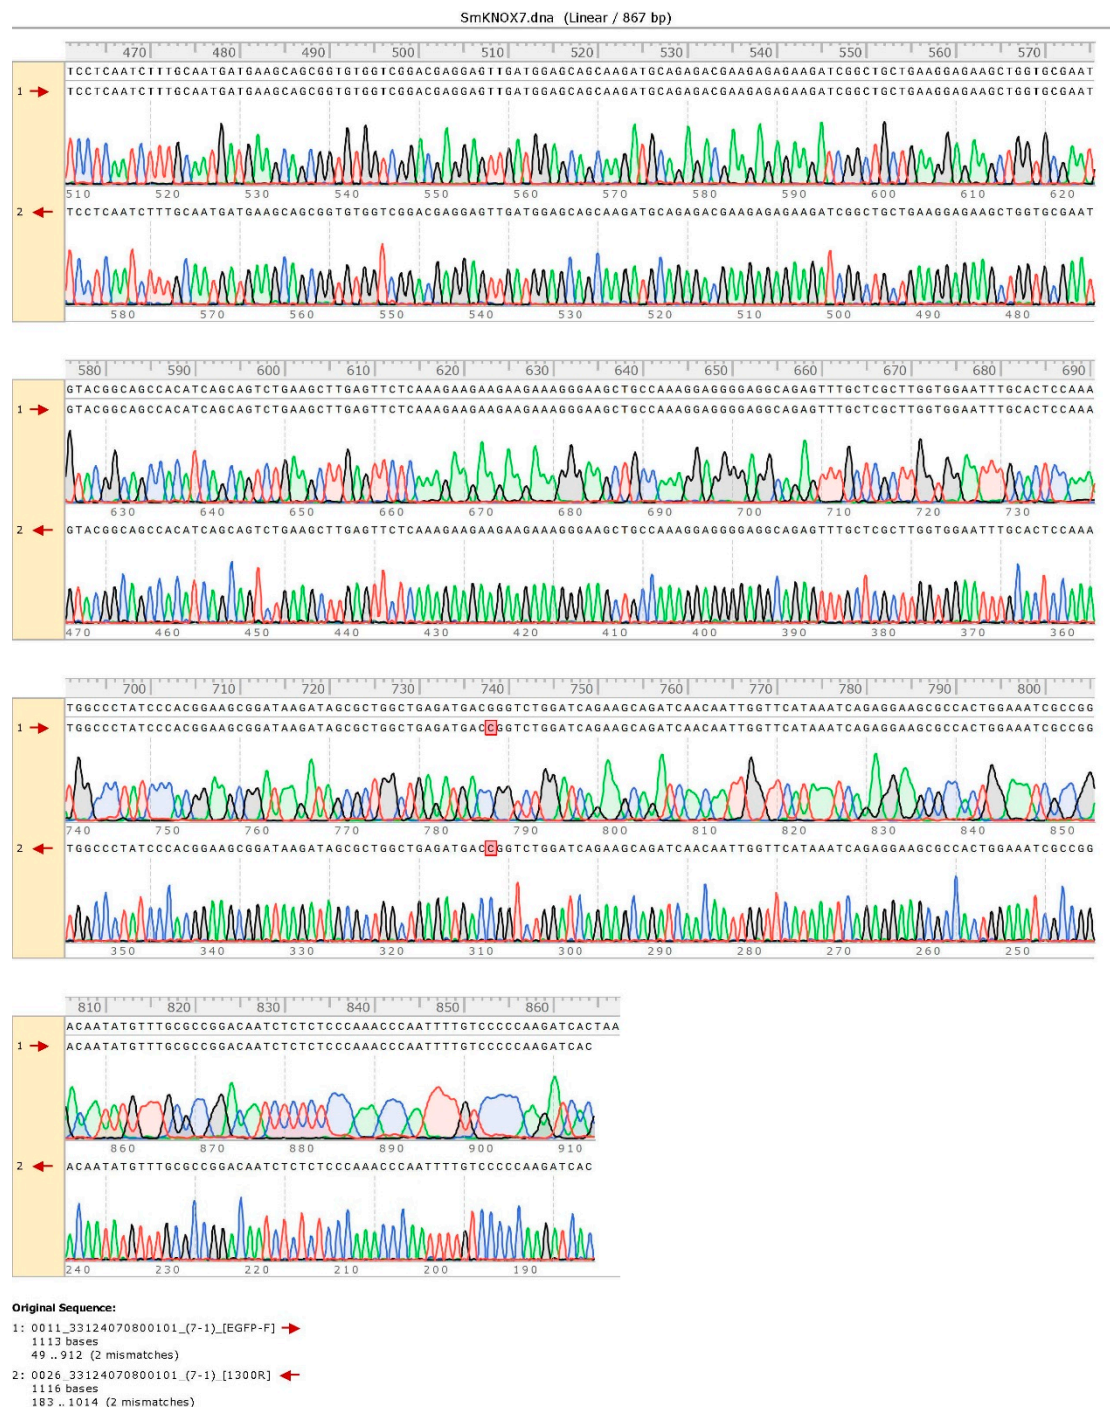 SmKNOX7.dna (Linear / 867 bp)
470 480 490 500 510 520 530 540 550 560 570
TCCTCAATCTTTGCAATGATGAAGCAGCGGTGTGGTCGGACGAGGAGTTGATGGAGCAGCAAGATGCAGAGACGAAGAGAGAAGATCGGCTGCTGAAGGAGAAGCTGGTGCGAAT
1 TCCTCAATCTTTGCAATGATGAAGCAGCGGTGTGGTCGGACGAGGAGTTGATGGAGCAGCAAGATGCAGAGACGAAGAGAGAAGATCGGCTGCTGAAGGAGAAGCTGGTGCGAAT
510 520 530 540 550 560 570 580 590 600 610 620
2 TCCTCAATCTTTGCAATGATGAAGCAGCGGTGTGGTCGGACGAGGAGTTGATGGAGCAGCAAGATGCAGAGACGAAGAGAGAAGATCGGCTGCTGAAGGAGAAGCTGGTGCGAAT
580 570 560 550 540 530 520 510 500 490 480
580 590 600 610 620 630 640 650 660 670 680 690
GTACGGCAGCCACATCAGCAGTCTGAAGCTTGAGTTCTCAAAGAAGAAGAAGAAAGGGAAGCTGCCAAAGGAGGGGAGGCAGAGTTTGCTCGCTTGGTGGAATTTGCACTCCAAA
1 GTACGGCAGCCACATCAGCAGTCTGAAGCTTGAGTTCTCAAAGAAGAAGAAGAAAGGGAAGCTGCCAAAGGAGGGGAGGCAGAGTTTGCTCGCTTGGTGGAATTTGCACTCCAAA
630 640 650 660 670 680 690 700 710 720 730
2 GTACGGCAGCCACATCAGCAGTCTGAAGCTTGAGTTCTCAAAGAAGAAGAAGAAAGGGAAGCTGCCAAAGGAGGGGAGGCAGAGTTTGCTCGCTTGGTGGAATTTGCACTCCAAA
470 460 450 440 430 420 410 400 390 380 370 360
700 710 720 730 740 750 760 770 780 790 800
TGGCCCTATCCCACGGAAGCGGATAAGATAGCGCTGGCTGAGATGACGGGTCTGGATCAGAAGCAGATCAACAATTGGTTCATAAATCAGAGGAAGCGCCACTGGAAATCGCCGG
1 TGGCCCTATCCCACGGAAGCGGATAAGATAGCGCTGGCTGAGATGACCGGTCTGGATCAGAAGCAGATCAACAATTGGTTCATAAATCAGAGGAAGCGCCACTGGAAATCGCCGG
740 750 760 770 780 790 800 810 820 830 840 850
2 TGGCCCTATCCCACGGAAGCGGATAAGATAGCGCTGGCTGAGATGACCGGTCTGGATCAGAAGCAGATCAACAATTGGTTCATAAATCAGAGGAAGCGCCACTGGAAATCGCCGG
350 340 330 320 310 300 290 280 270 260 250
810 820 830 840 850 860
ACAATATGTTTGCGCCGGACAATCTCTCTCCCAAACCCAATTTTGTCCCCCAAGATCACTAA
1 ACAATATGTTTGCGCCGGACAATCTCTCTCCCAAACCCAATTTTGTCCCCCAAGATCAC
860 870 880 890 900 910
2 ACAATATGTTTGCGCCGGACAATCTCTCTCCCAAACCCAATTTTGTCCCCCAAGATCAC
240 230 220 210 200 190
Original Sequence:
1: 0011_33124070800101_(7-1)_[EGFP-F]
1113 bases
49 .. 912 (2 mismatches)
2: 0026_33124070800101_(7-1)_[1300R]
1116 bases
183 .. 1014 (2 mismatches)